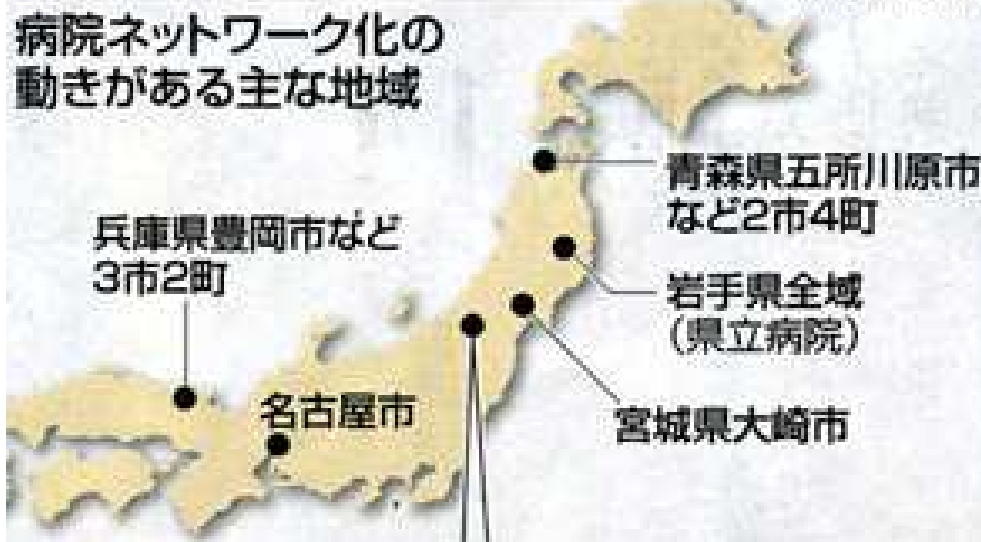 病院ネットワーク化の
動きがある主な地域
青森県五所川原市
など2市4町
兵庫県豊岡市など
3市2町
岩手県全域
(県立病院)
名古屋市
宮城県大崎市